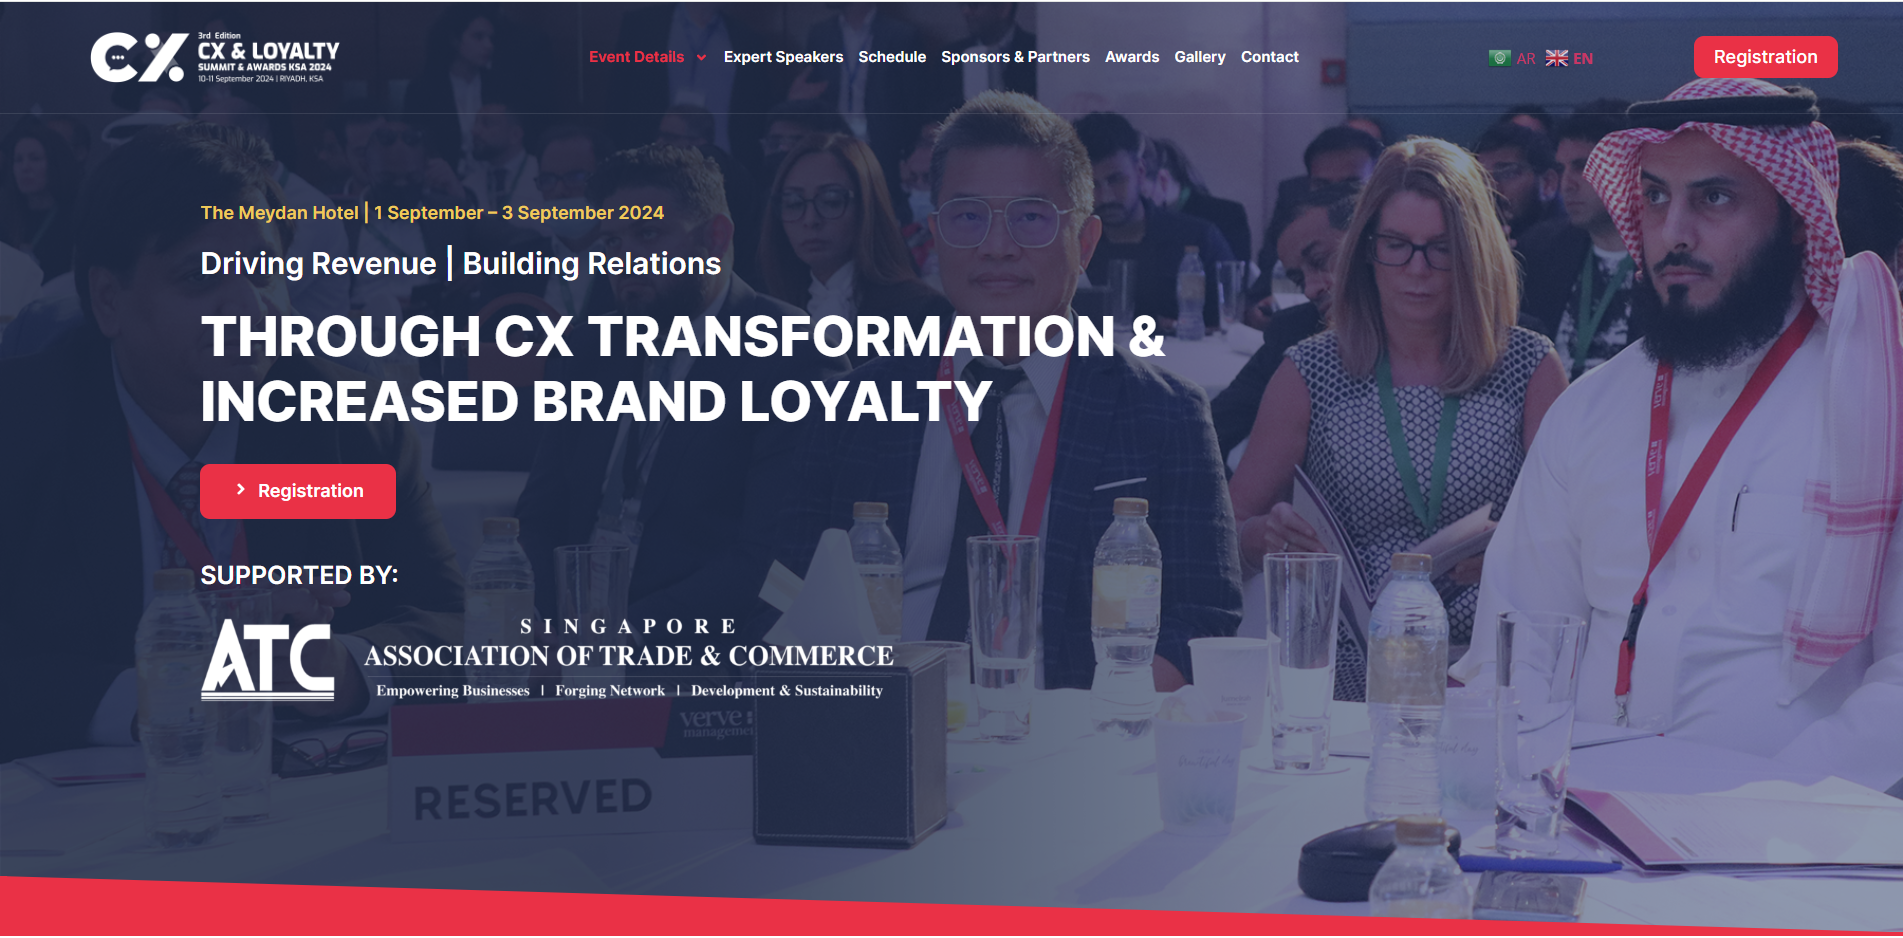 3rd Edition
CX & LOYALTY
SUMMIT & AWARDS KSA 2024
10-11 September 2024 | RIYADH, KSA
Event Details
Expert Speakers
Schedule
Sponsors & Partners
Awards
Gallery
Contact
AR
EN
Registration
The Meydan Hotel | 1 September – 3 September 2024
Driving Revenue | Building Relations
THROUGH CX TRANSFORMATION &
INCREASED BRAND LOYALTY
Registration
SUPPORTED BY:
ATC
SINGAPORE
ASSOCIATION OF TRADE & COMMERCE
Empowering Businesses | Forging Network | Development & Sustainability
verve
management
RESERVED